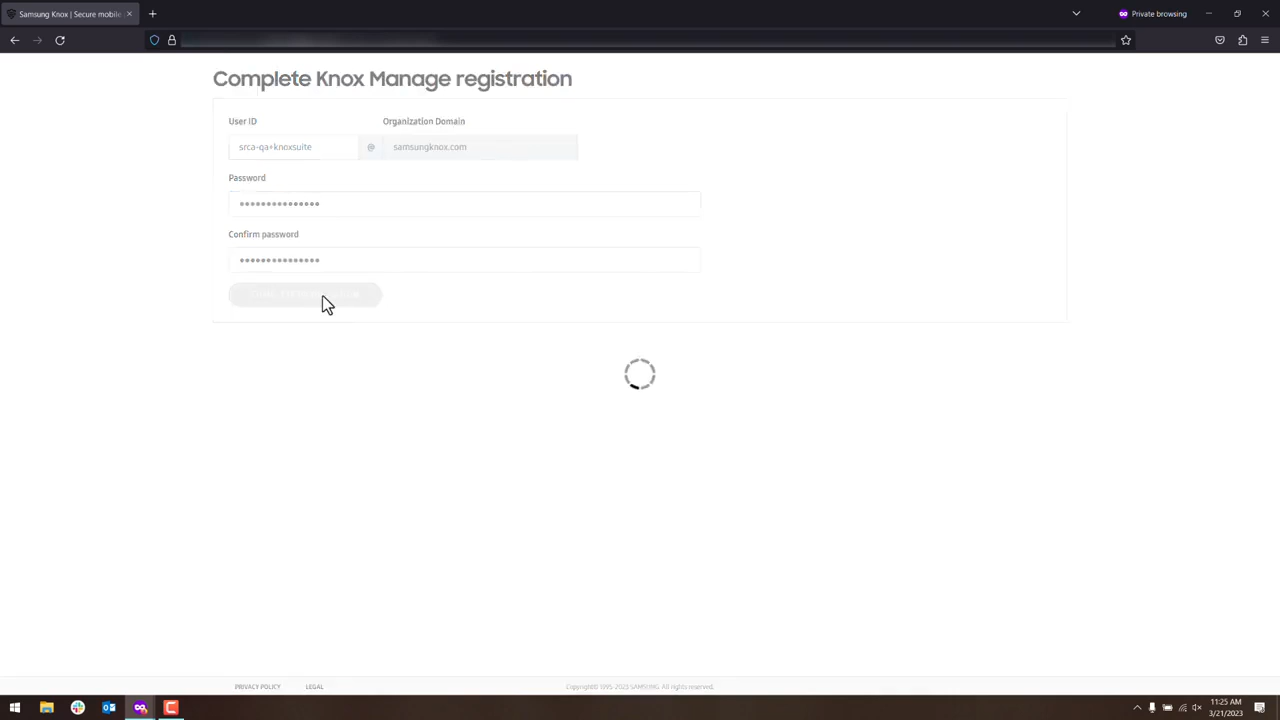 Samsung Knox | Secure mobile
Private browsing
Complete Knox Manage registration
User ID
Organization Domain
srca-qa+knoxsuite
@
samsungknox.com
Password
●●●●●●●●●●●●●●●
Confirm password
●●●●●●●●●●●●●●●
PRIVACY POLICY
LEGAL
Copyright© 1995-2023 SAMSUNG. All rights reserved.
11:25 AM
3/21/2023